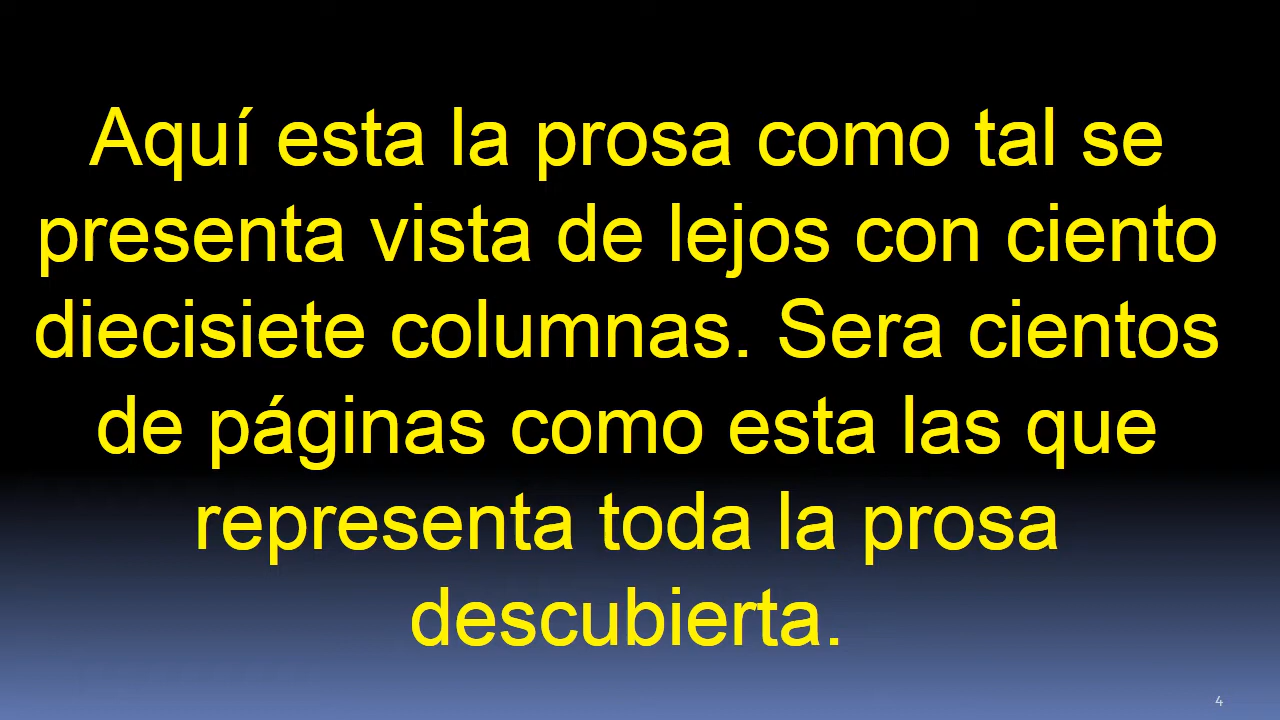 Aquí esta la prosa como tal se
presenta vista de lejos con ciento
diecisiete columnas. Sera cientos
de páginas como esta las que
representa toda la prosa
descubierta.
4